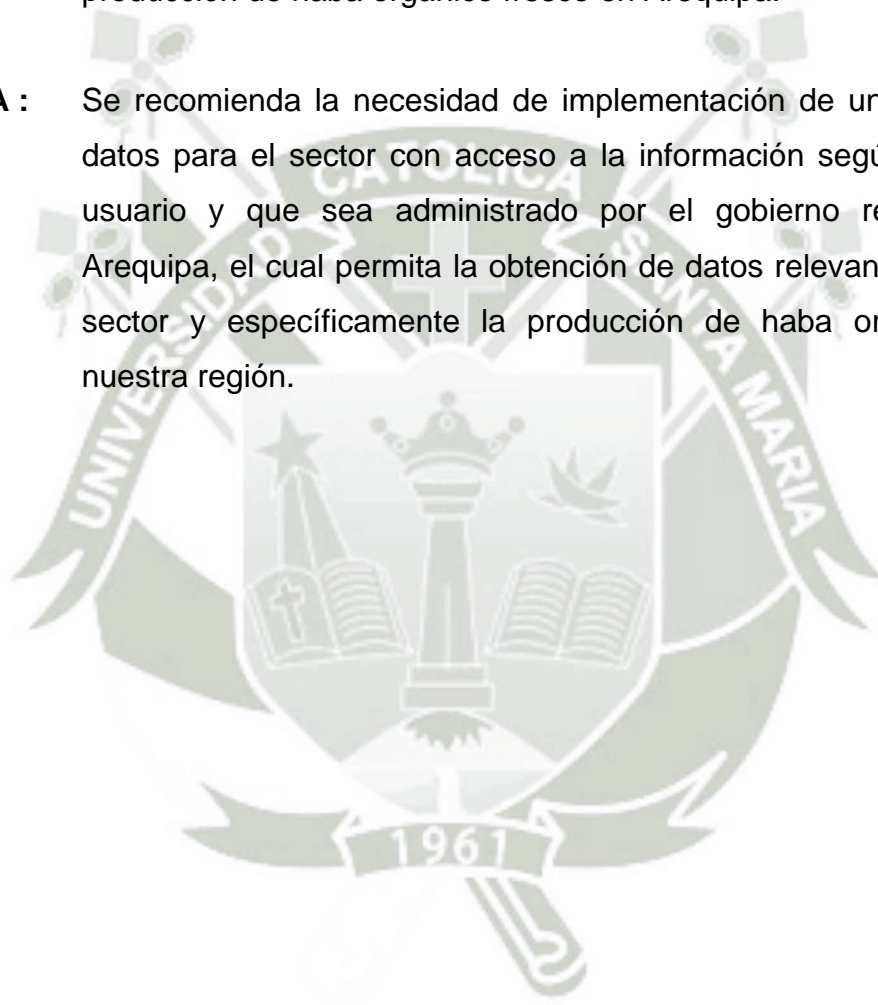 producción de haba orgánico fresco en Arequipa.
A : Se recomienda la necesidad de implementación de un
datos para el sector con acceso a la información segú
usuario y que sea administrado por el gobierno re
Arequipa, el cual permita la obtención de datos relevan
sector y específicamente la producción de haba or
nuestra región.
UNIVERSIDAD CATOLICA SANTA MARIA
1961